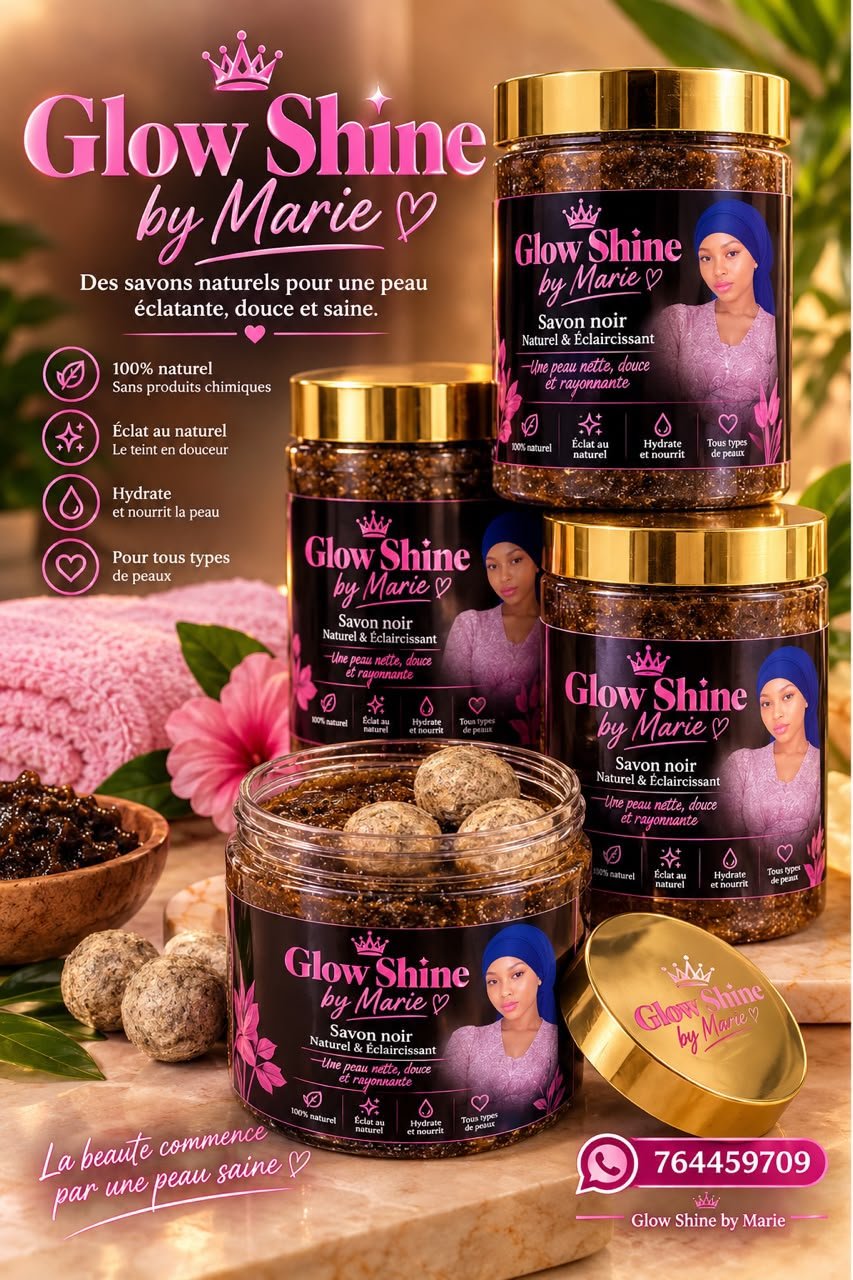 Glow Shine
by Marie
Des savons naturels pour une peau
éclatante, douce et saine.
100% naturel
Sans produits chimiques
Éclat au naturel
Le teint en douceur
Hydrate
et nourrit la peau
Pour tous types
de peaux
Glow Shine
by Marie
Savon noir
Naturel & Éclaircissant
Une peau nette, douce
et rayonnante
100% naturel
Éclat au
naturel
Hydrate
et nourrit
Tous types
de peaux
Glow Shine
by Marie
Savon noir
Naturel & Éclaircissant
Une peau nette, douce
et rayonnante
100% naturel
Éclat au
naturel
Hydrate
et nourrit
Tous types
de peaux
Glow Shine
by Marie
Savon noir
Naturel & Éclaircissant
Une peau nette, douce
et rayonnante
100% naturel
Éclat au
naturel
Hydrate
et nourrit
Tous types
de peaux
Glow Shine
by Marie
Savon noir
Naturel & Éclaircissant
Une peau nette, douce
et rayonnante
100% naturel
Éclat au
naturel
Hydrate
et nourrit
Tous types
de peaux
Glow Shine
by Marie
La beauté commence
par une peau saine
764459709
Glow Shine by Marie